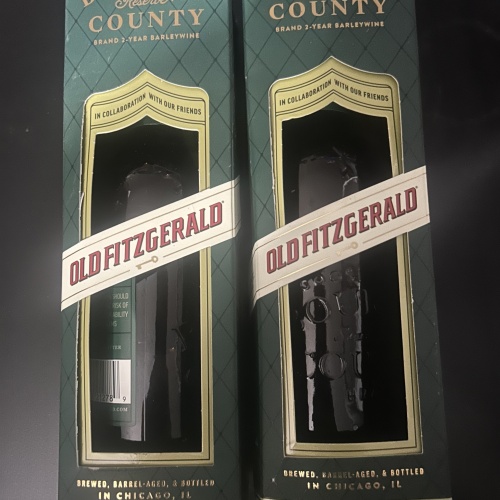 Reserve
COUNTY
BRAND 2-YEAR BARLEYWINE
IN COLLABORATION WITH OUR FRIENDS
OLD FITZGERALD
BREWED, BARREL-AGED, & BOTTLED
IN CHICAGO, IL
COUNTY
BRAND 2-YEAR BARLEYWINE
IN COLLABORATION WITH OUR FRIENDS
OLD FITZGERALD
BREWED, BARREL-AGED, & BOTTLED
IN CHICAGO, IL